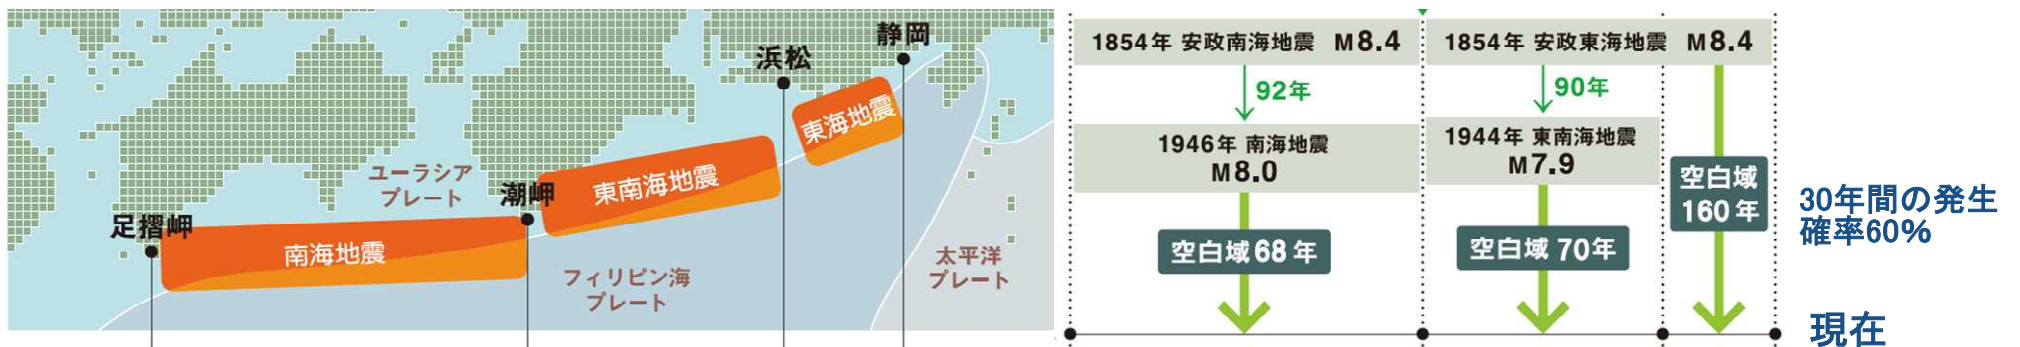 静岡
浜松
東海地震
東南海地震
ユーラシア
プレート
潮岬
足摺岬
南海地震
フィリピン海
プレート
太平洋
プレート
1854年 安政南海地震 M8.4
1854年 安政東海地震 M8.4
92年
90年
1946年 南海地震
M8.0
1944年 東南海地震
M7.9
空白域
160年
空白域68年
空白域70年
30年間の発生
確率60%
現在